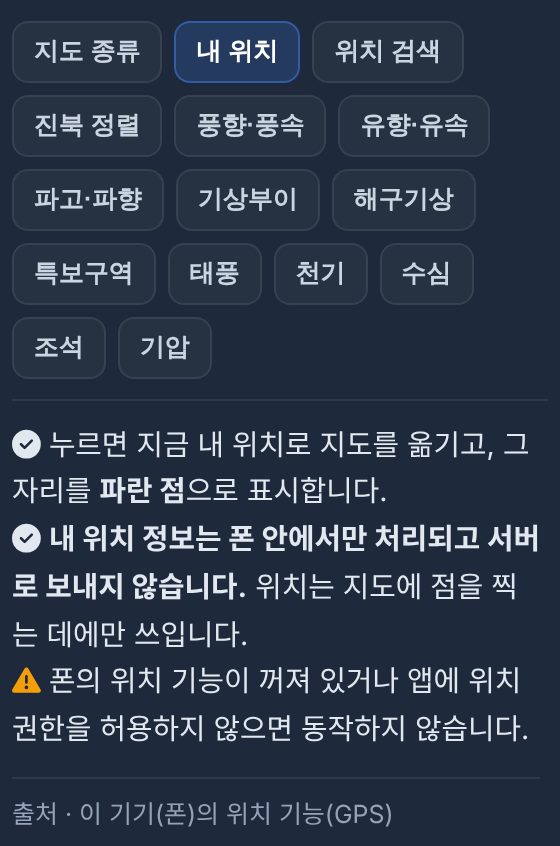 지도 종류 내 위치 위치 검색
진북 정렬 풍향·풍속 유향·유속
파고·파향 기상부이 해구기상
특보구역 태풍 천기 수심
조석 기압
누르면 지금 내 위치로 지도를 옮기고, 그
자리를 파란 점으로 표시합니다.
내 위치 정보는 폰 안에서만 처리되고 서버
로 보내지 않습니다. 위치는 지도에 점을 찍
는 데에만 쓰입니다.
폰의 위치 기능이 꺼져 있거나 앱에 위치
권한을 허용하지 않으면 동작하지 않습니다.
출처 · 이 기기(폰)의 위치 기능(GPS)